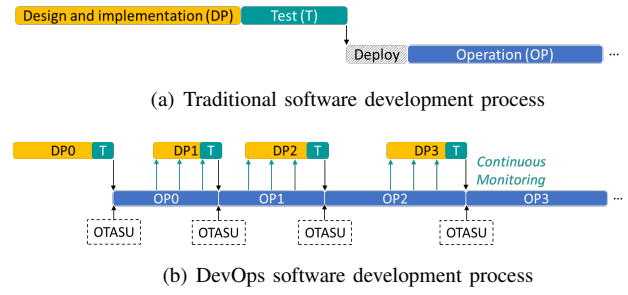 Design and implementation (DP) Test (T)
Deploy Operation (OP) ...
(a) Traditional software development process
DP0 T DP1 T DP2 T DP3 T
Continuous
Monitoring
OP0 OP1 OP2 OP3 ...
OTASU OTASU OTASU OTASU
(b) DevOps software development process